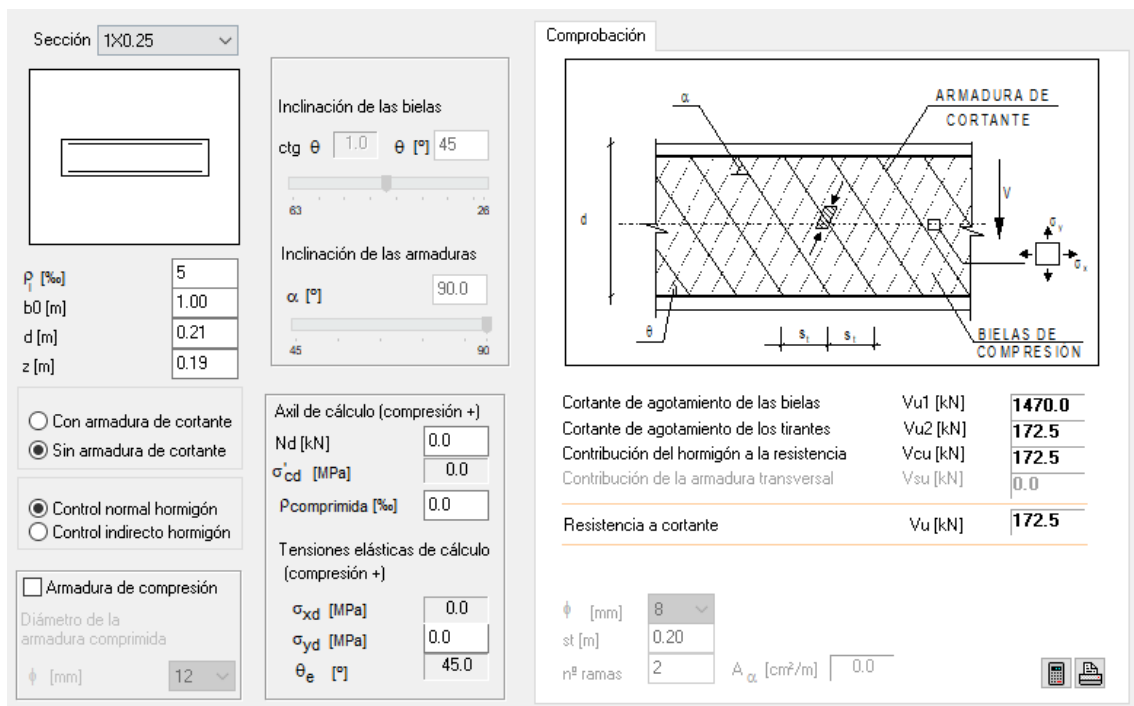 Sección 1X0.25
ρl [‰] 5
b0 [m] 1.00
d [m] 0.21
z [m] 0.19
Con armadura de cortante
Sin armadura de cortante
Control normal hormigón
Control indirecto hormigón
Armadura de compresión
Diámetro de la
armadura comprimida
ϕ [mm] 12
Inclinación de las bielas
ctg θ 1.0 θ [º] 45
63 26
Inclinación de las armaduras
α [º] 90.0
45 90
Axil de cálculo (compresión +)
Nd [kN] 0.0
σ'cd [MPa] 0.0
ρcomprimida [‰] 0.0
Tensiones elásticas de cálculo
(compresión +)
σxd [MPa] 0.0
σyd [MPa] 0.0
θe [º] 45.0
Comprobación
α
ARMADURA DE
CORTANTE
V
d
σy
σx
θ
st st
BIELAS DE
COMPRESION
Cortante de agotamiento de las bielas Vu1 [kN] 1470.0
Cortante de agotamiento de los tirantes Vu2 [kN] 172.5
Contribución del hormigón a la resistencia Vcu [kN] 172.5
Contribución de la armadura transversal Vsu [kN] 0.0
Resistencia a cortante Vu [kN] 172.5
ϕ [mm] 8
st [m] 0.20
nº ramas 2 Aα [cm²/m] 0.0